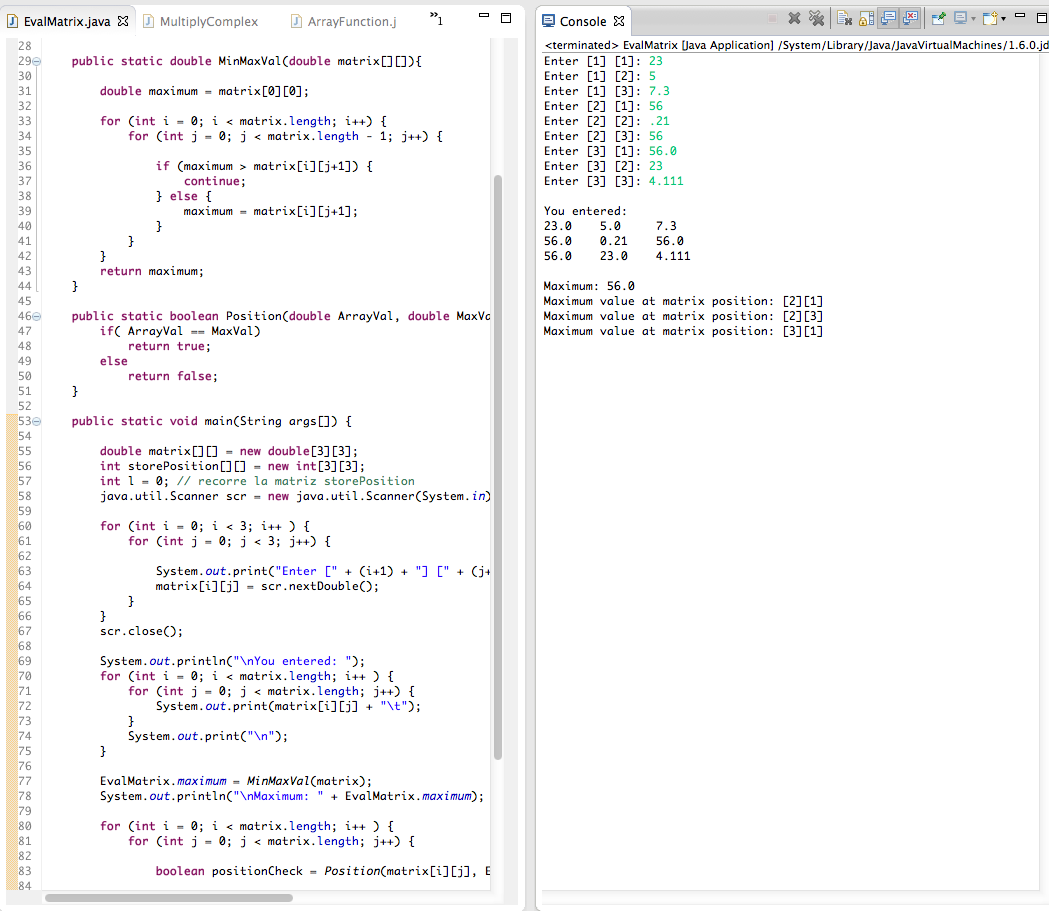 EvalMatrix.java
MultiplyComplex
ArrayFunction.j
»1
28
29 public static double MinMaxVal(double matrix[][]){
30
31 double maximum = matrix[0][0];
32
33 for (int i = 0; i < matrix.length; i++) {
34 for (int j = 0; j < matrix.length - 1; j++) {
35
36 if (maximum > matrix[i][j+1]) {
37 continue;
38 } else {
39 maximum = matrix[i][j+1];
40 }
41 }
42 }
43 return maximum;
44 }
45
46 public static boolean Position(double ArrayVal, double MaxVa
47 if( ArrayVal == MaxVal)
48 return true;
49 else
50 return false;
51 }
52
53 public static void main(String args[]) {
54
55 double matrix[][] = new double[3][3];
56 int storePosition[][] = new int[3][3];
57 int l = 0; // recorre la matriz storePosition
58 java.util.Scanner scr = new java.util.Scanner(System.in)
59
60 for (int i = 0; i < 3; i++ ) {
61 for (int j = 0; j < 3; j++) {
62
63 System.out.print("Enter [" + (i+1) + "] [" + (j+
64 matrix[i][j] = scr.nextDouble();
65 }
66 }
67 scr.close();
68
69 System.out.println("\nYou entered: ");
70 for (int i = 0; i < matrix.length; i++ ) {
71 for (int j = 0; j < matrix.length; j++) {
72 System.out.print(matrix[i][j] + "\t");
73 }
74 System.out.print("\n");
75 }
76
77 EvalMatrix.maximum = MinMaxVal(matrix);
78 System.out.println("\nMaximum: " + EvalMatrix.maximum);
79
80 for (int i = 0; i < matrix.length; i++ ) {
81 for (int j = 0; j < matrix.length; j++) {
82
83 boolean positionCheck = Position(matrix[i][j], E
84
Console
<terminated> EvalMatrix [Java Application] /System/Library/Java/JavaVirtualMachines/1.6.0.jd
Enter [1] [1]: 23
Enter [1] [2]: 5
Enter [1] [3]: 7.3
Enter [2] [1]: 56
Enter [2] [2]: .21
Enter [2] [3]: 56
Enter [3] [1]: 56.0
Enter [3] [2]: 23
Enter [3] [3]: 4.111
You entered:
23.0 5.0 7.3
56.0 0.21 56.0
56.0 23.0 4.111
Maximum: 56.0
Maximum value at matrix position: [2][1]
Maximum value at matrix position: [2][3]
Maximum value at matrix position: [3][1]